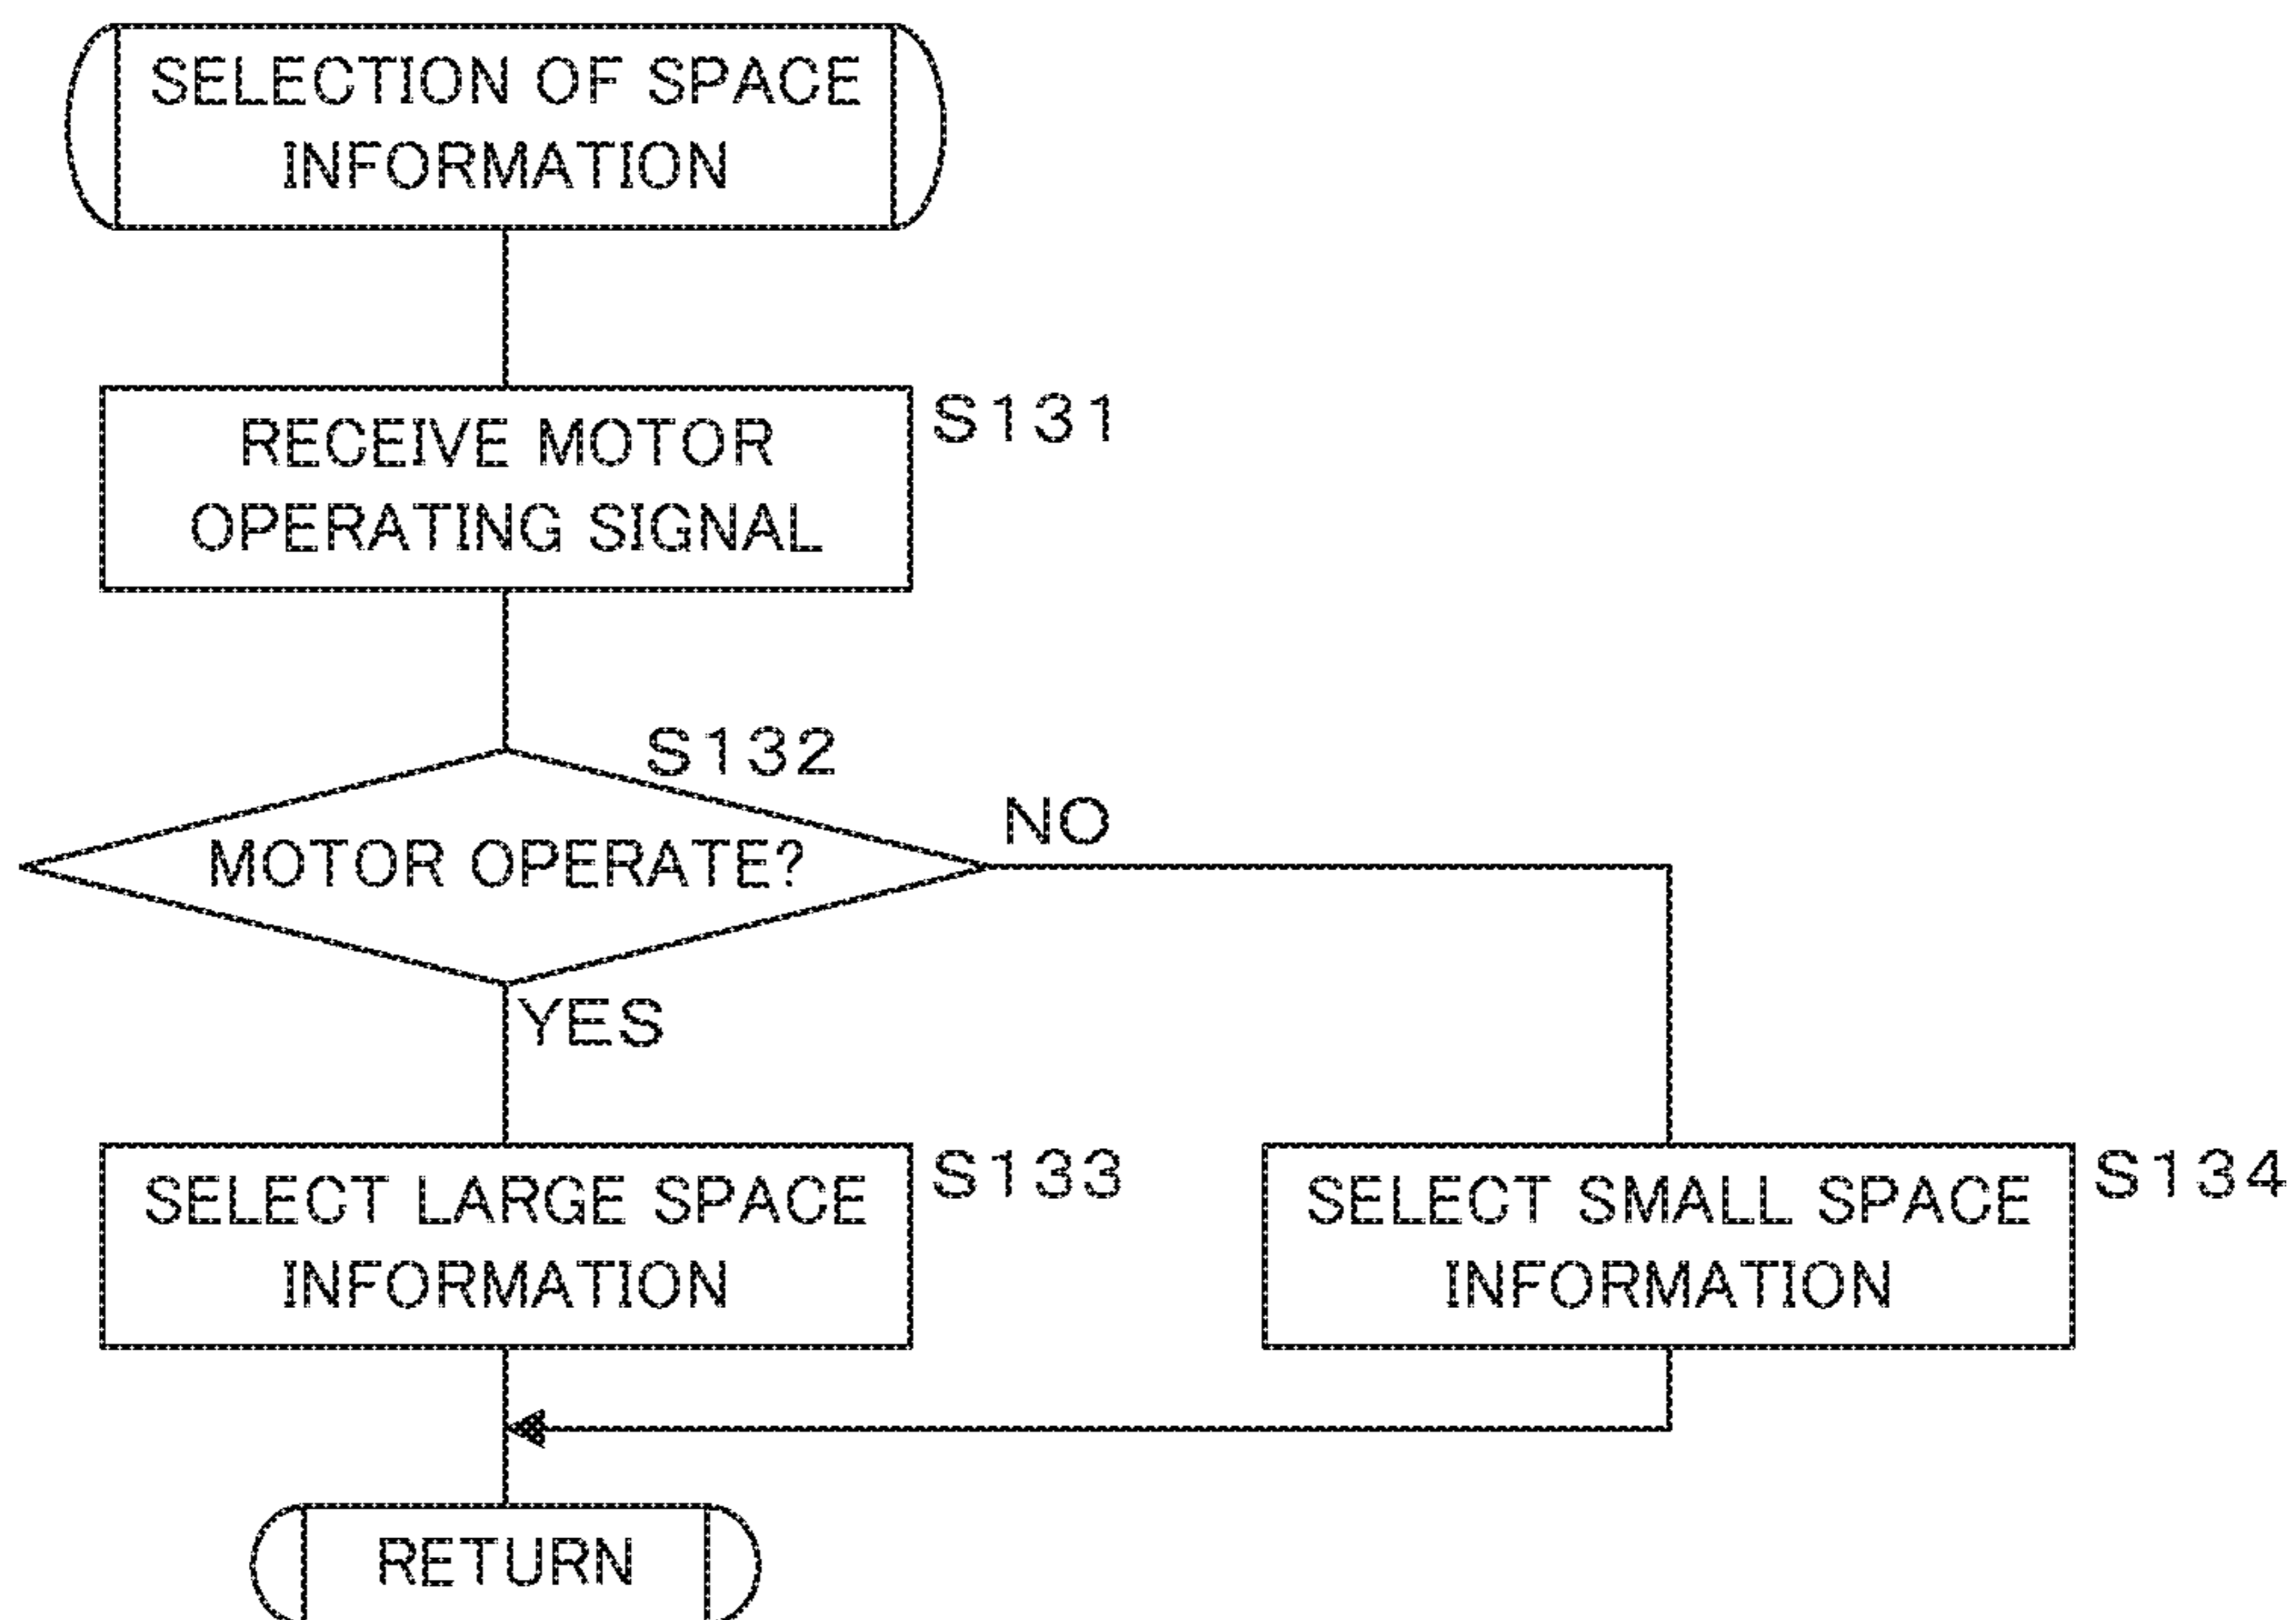 SELECTION OF SPACE
INFORMATION
RECEIVE MOTOR
OPERATING SIGNAL
S131
S132
MOTOR OPERATE?
NO
YES
SELECT LARGE SPACE
INFORMATION
S133
SELECT SMALL SPACE
INFORMATION
S134
RETURN